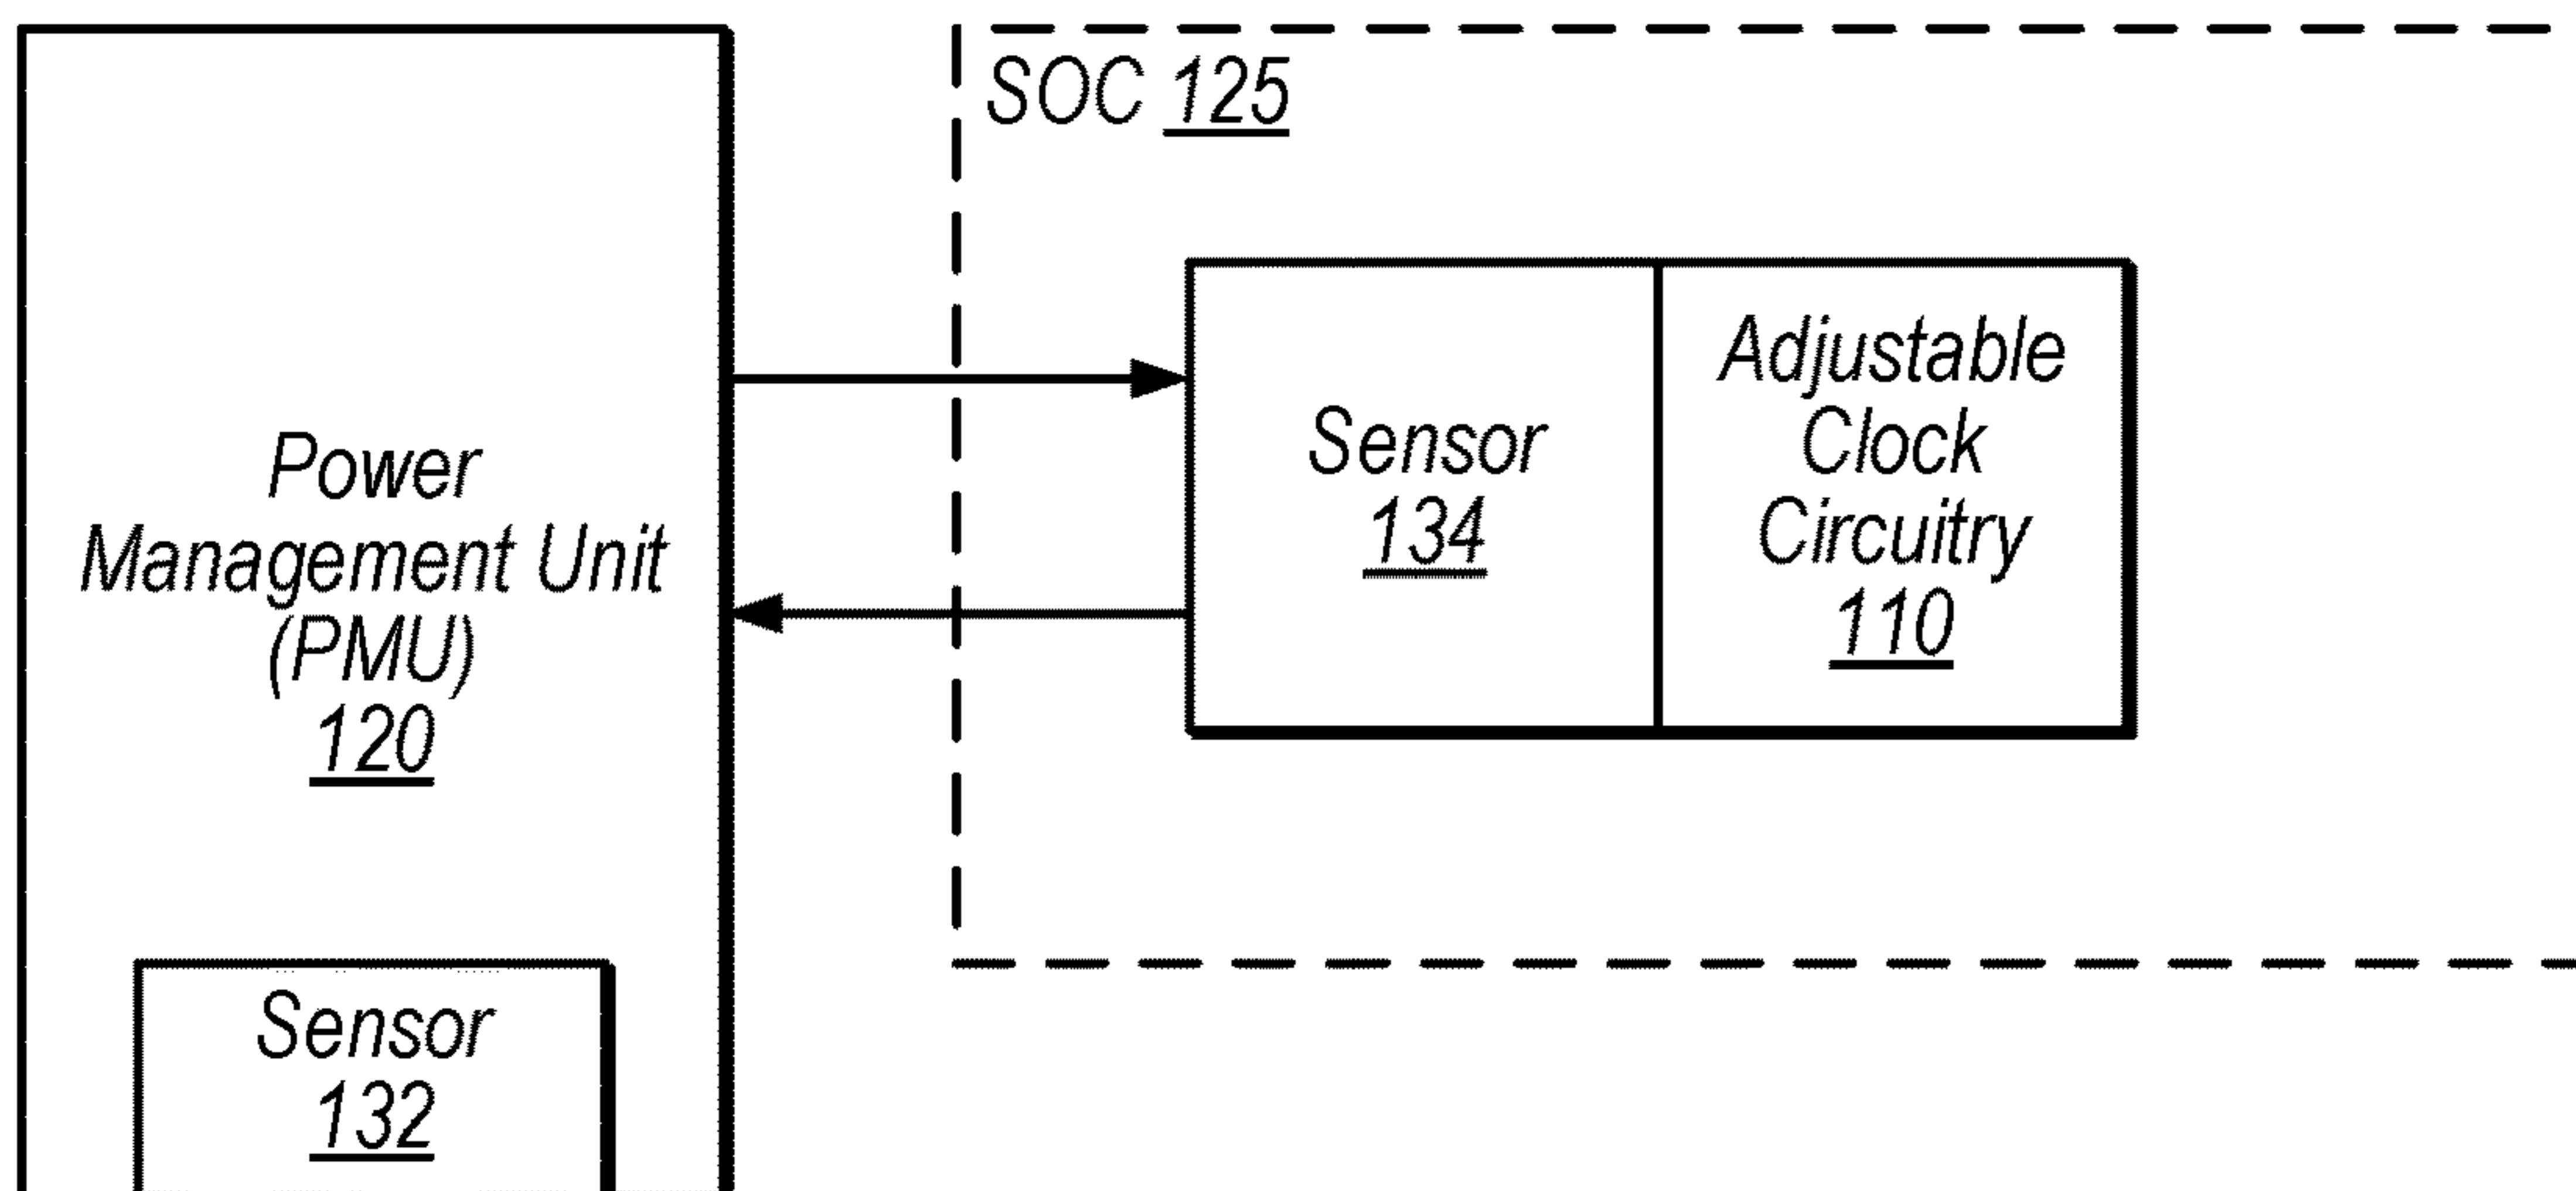 SOC 125
Power
Management Unit
(PMU)
120
Sensor
134
Adjustable
Clock
Circuitry
110
Sensor
132